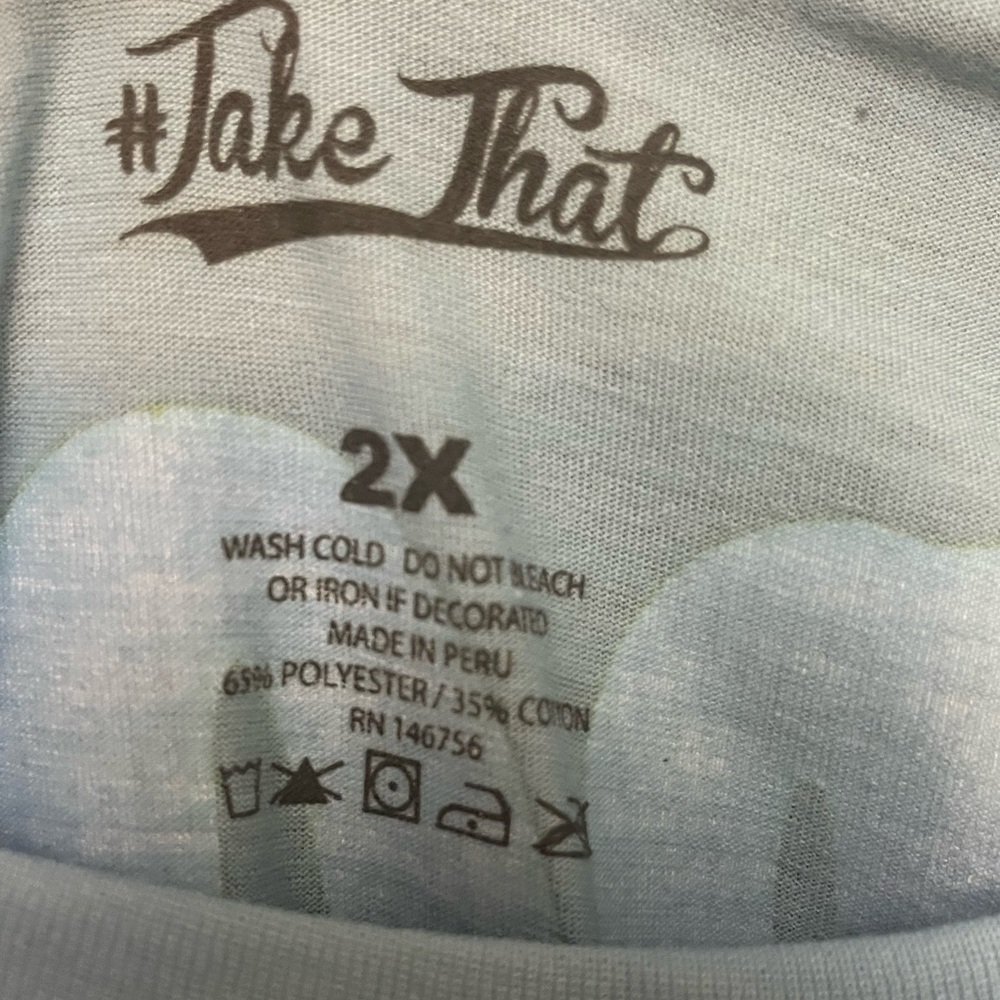 #Take That
2X
WASH COLD DO NOT BLEACH
OR IRON IF DECORATED
MADE IN PERU
65% POLYESTER / 35% COTTON
RN 146756